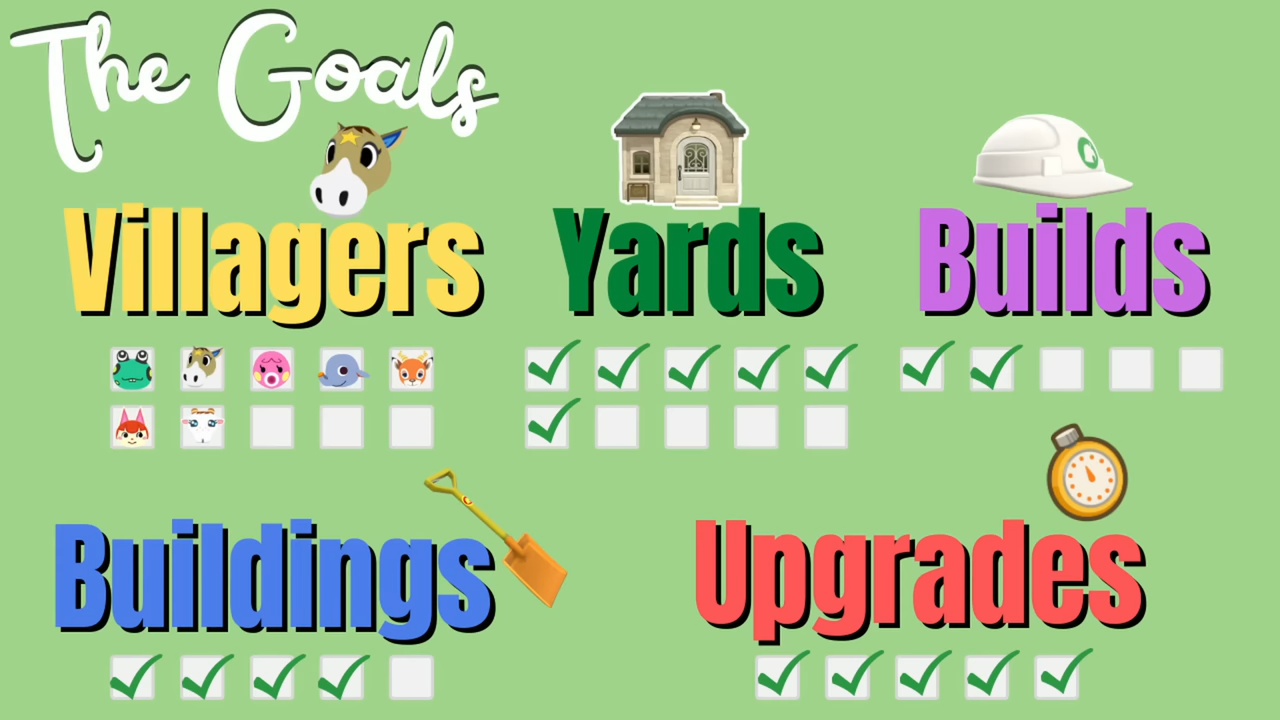 The Goals
Villagers
Yards
Builds
Buildings
Upgrades